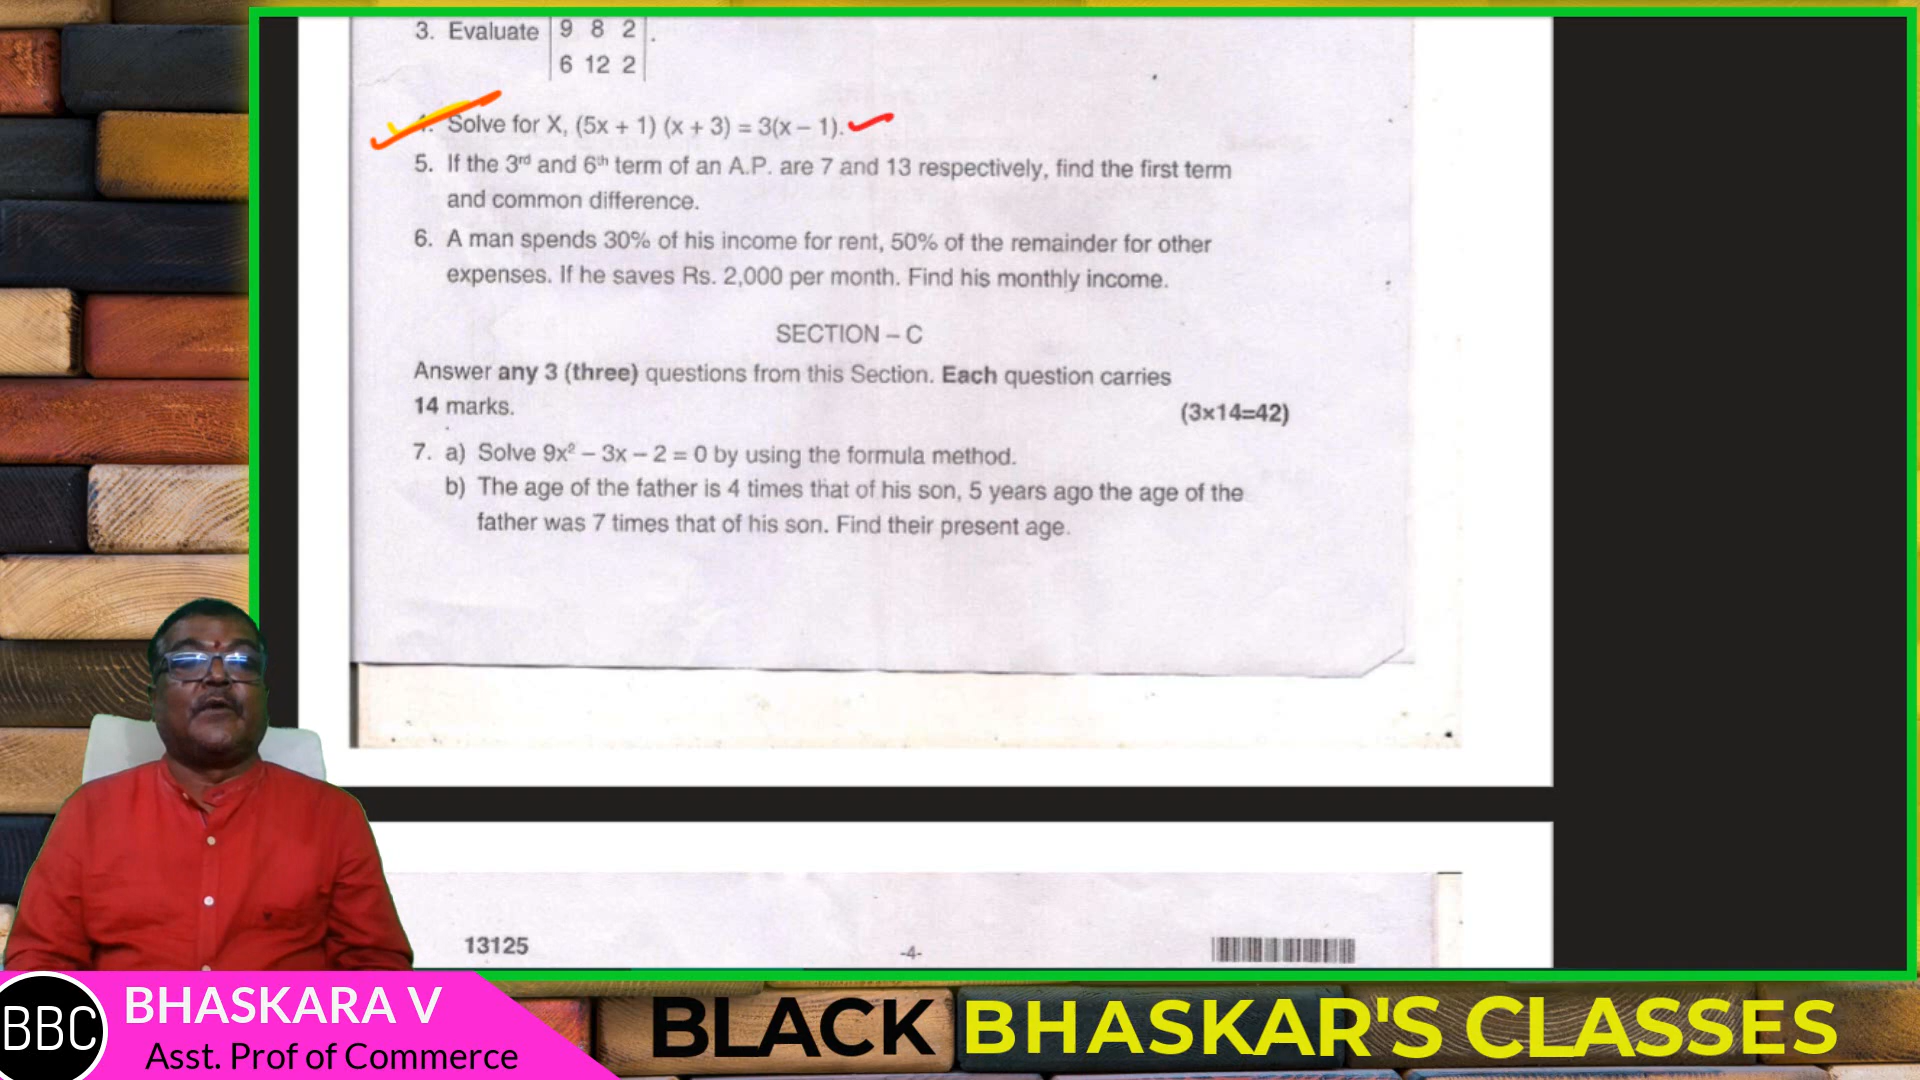 3. Evaluate |9 8 2| .
|6 12 2|
4. Solve for X, (5x + 1) (x + 3) = 3(x – 1).
5. If the 3rd and 6th term of an A.P. are 7 and 13 respectively, find the first term
and common difference.
6. A man spends 30% of his income for rent, 50% of the remainder for other
expenses. If he saves Rs. 2,000 per month. Find his monthly income.
SECTION – C
Answer any 3 (three) questions from this Section. Each question carries
14 marks.
(3×14=42)
7. a) Solve 9x² – 3x – 2 = 0 by using the formula method.
b) The age of the father is 4 times that of his son, 5 years ago the age of the
father was 7 times that of his son. Find their present age.
13125
-4-
BBC
BHASKARA V
Asst. Prof of Commerce
BLACK BHASKAR'S CLASSES